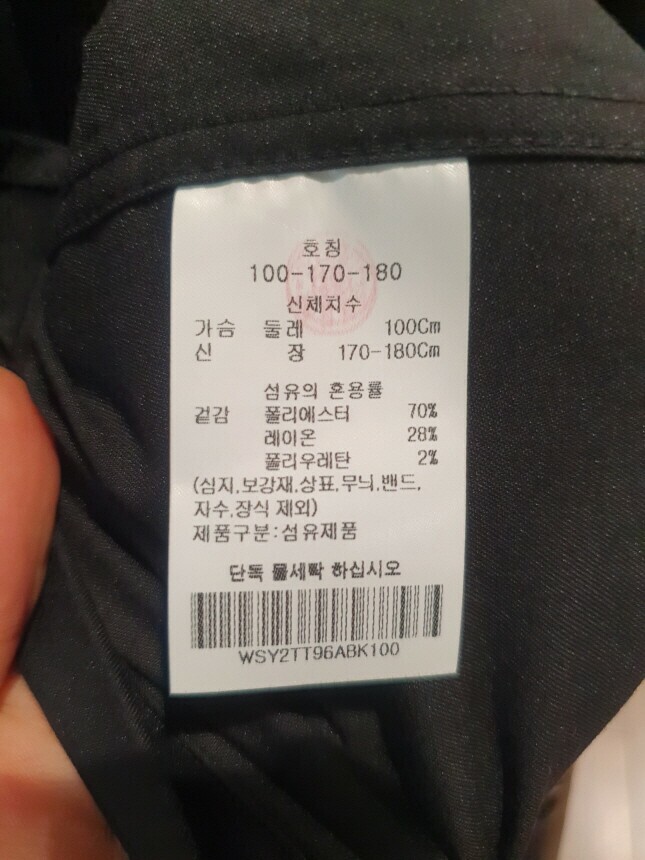 호칭
100-170-180
신체치수
가슴 둘레 100Cm
신 장 170-180Cm
섬유의 혼용률
겉감 폴리에스터 70%
레이온 28%
폴리우레탄 2%
(심지,보강재,상표,무늬,밴드,
자수,장식 제외)
제품구분:섬유제품
단독 물세탁 하십시오
WSY2TT96ABK100